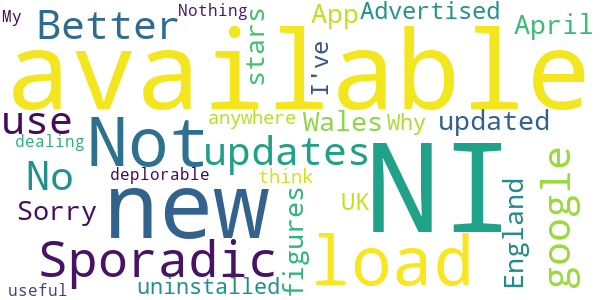 My
Nothing
App
Advertised
Better
stars
I've
April
available
use
Not
anywhere
Wales
Why
updated
dealing
No
updates
deplorable
think
NI
google
new
UK
England
Sorry
figures
Sporadic
load
uninstalled
useful